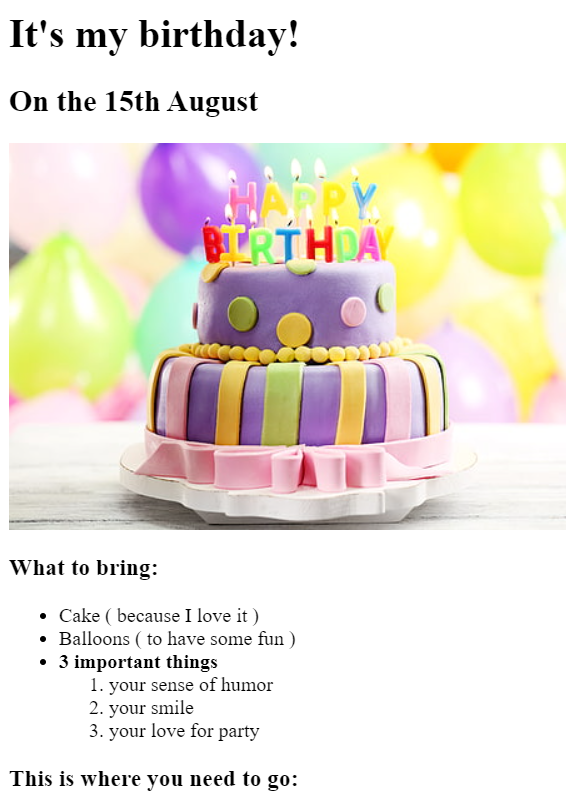 It's my birthday!
On the 15th August
HAPPY
BIRTHDAY
What to bring:
• Cake ( because I love it )
• Balloons ( to have some fun )
• 3 important things
1. your sense of humor
2. your smile
3. your love for party
This is where you need to go: